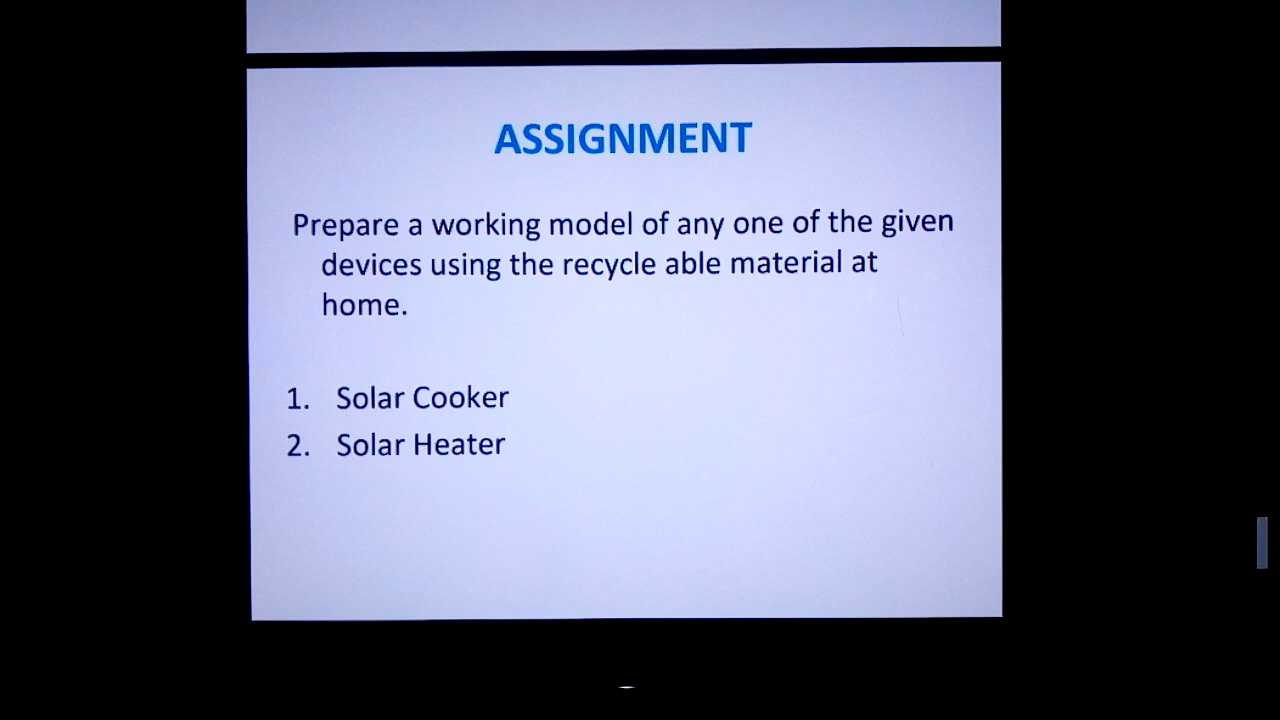 ASSIGNMENT
Prepare a working model of any one of the given
devices using the recycle able material at
home.
1. Solar Cooker
2. Solar Heater